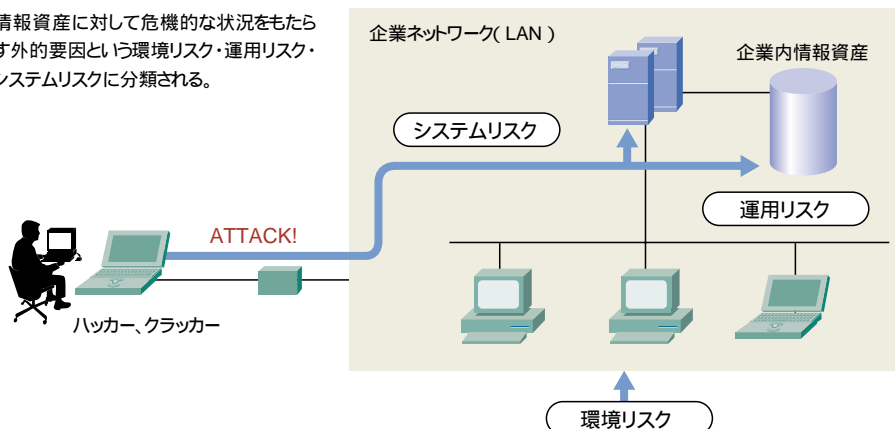 情報資産に対して危機的な状況をもたら
す外的要因という環境リスク・運用リスク・
システムリスクに分類される。
企業ネットワーク(LAN)
企業内情報資産
システムリスク
運用リスク
ATTACK!
ハッカー、クラッカー
環境リスク